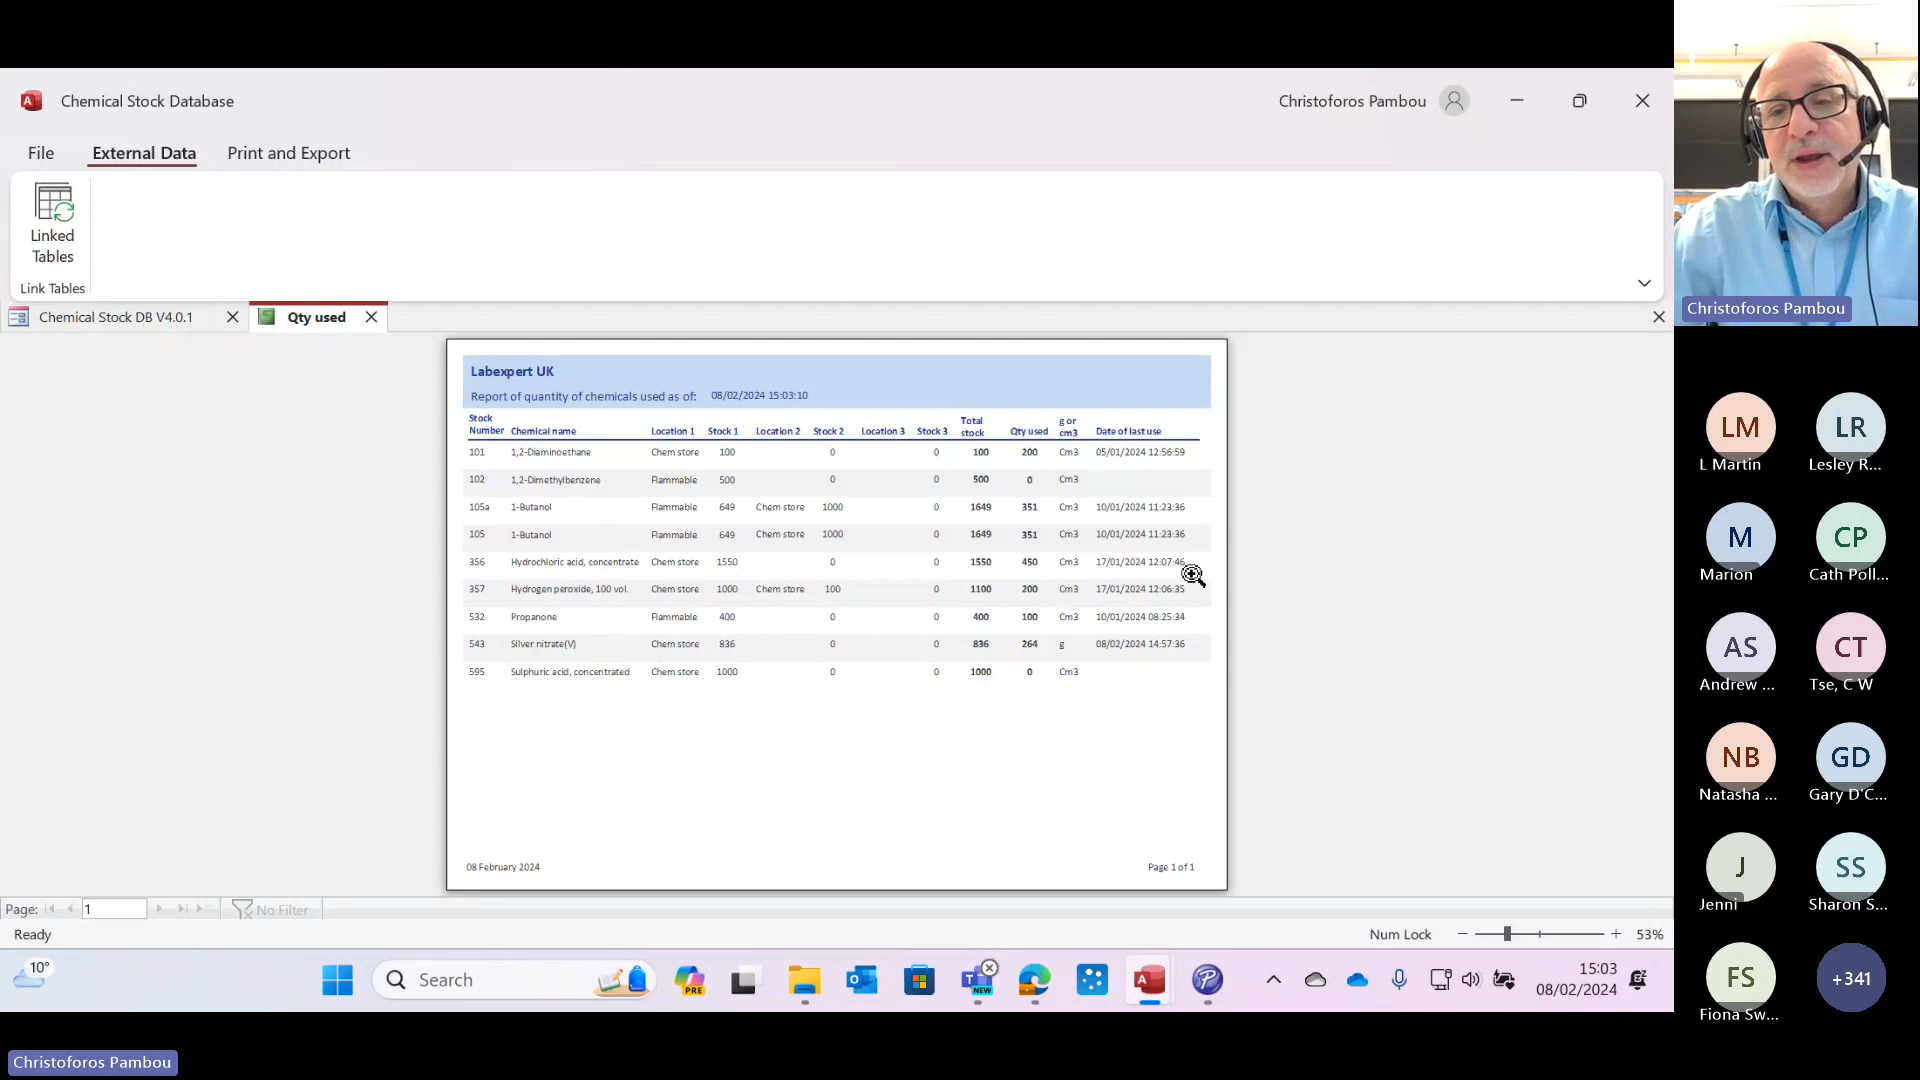 Chemical Stock Database
Christoforos Pambou
File External Data Print and Export
Linked
Tables
Link Tables
Chemical Stock DB V4.0.1
Qty used
Labexpert UK
Report of quantity of chemicals used as of: 08/02/2024 15:03:10
Stock Number Chemical name Location 1 Stock 1 Location 2 Stock 2 Location 3 Stock 3 Total stock Qty used g or cm3 Date of last use
101 1,2-Diaminoethane Chem store 100 0 0 100 200 Cm3 05/01/2024 12:56:59
102 1,2-Dimethylbenzene Flammable 500 0 0 500 0 Cm3
105a 1-Butanol Flammable 649 Chem store 1000 0 1649 351 Cm3 10/01/2024 11:23:36
105 1-Butanol Flammable 649 Chem store 1000 0 1649 351 Cm3 10/01/2024 11:23:36
356 Hydrochloric acid, concentrate Chem store 1550 0 0 1550 450 Cm3 17/01/2024 12:07:46
357 Hydrogen peroxide, 100 vol. Chem store 1000 Chem store 100 0 1100 200 Cm3 17/01/2024 12:06:35
532 Propanone Flammable 400 0 0 400 100 Cm3 10/01/2024 08:25:34
543 Silver nitrate(V) Chem store 836 0 0 836 264 g 08/02/2024 14:57:36
595 Sulphuric acid, concentrated Chem store 1000 0 0 1000 0 Cm3
08 February 2024 Page 1 of 1
Page: 1 No Filter
Ready Num Lock 53%
10° Search PRE NEW 15:03
08/02/2024
Christoforos Pambou
Christoforos Pambou
LM LR
L Martin Lesley R...
M CP
Marion Cath Poll...
AS CT
Andrew ... Tse, C W
NB GD
Natasha ... Gary D'C...
J SS
Jenni Sharon S...
FS +341
Fiona Sw...